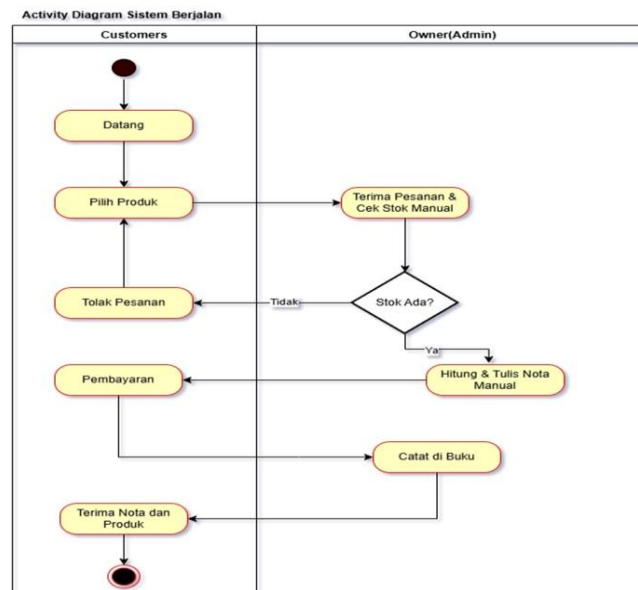 Activity Diagram Sistem Berjalan
Customers
Owner(Admin)
Datang
Pilih Produk
Terima Pesanan &
Cek Stok Manual
Tolak Pesanan
Tidak
Stok Ada?
Ya
Pembayaran
Hitung & Tulis Nota
Manual
Catat di Buku
Terima Nota dan
Produk